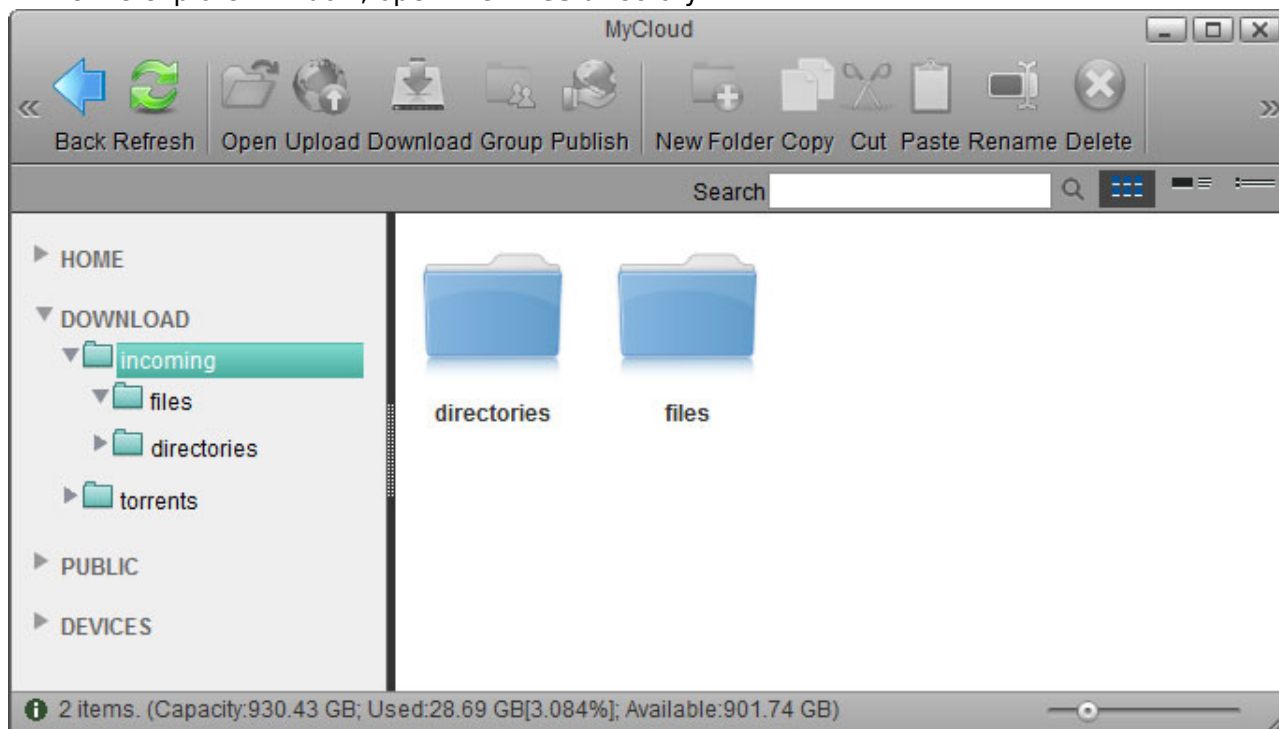 MyCloud
Back Refresh Open Upload Download Group Publish New Folder Copy Cut Paste Rename Delete
Search
HOME
DOWNLOAD
incoming
files
directories
torrents
PUBLIC
DEVICES
directories files
2 items. (Capacity:930.43 GB; Used:28.69 GB[3.084%]; Available:901.74 GB)